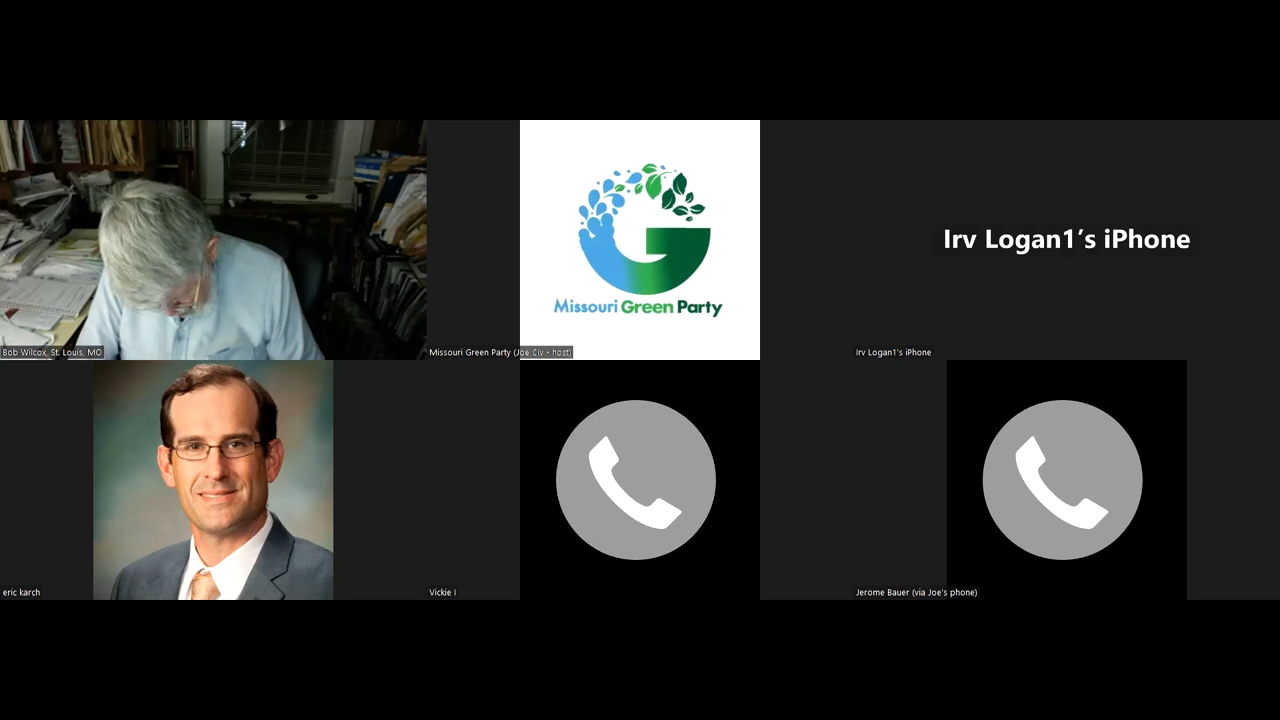 Missouri Green Party
Irv Logan1's iPhone
Bob Wilcox, St. Louis, MO
Missouri Green Party (Joe Civ - host)
Irv Logan1's iPhone
eric karch
Vickie I
Jerome Bauer (via Joe's phone)